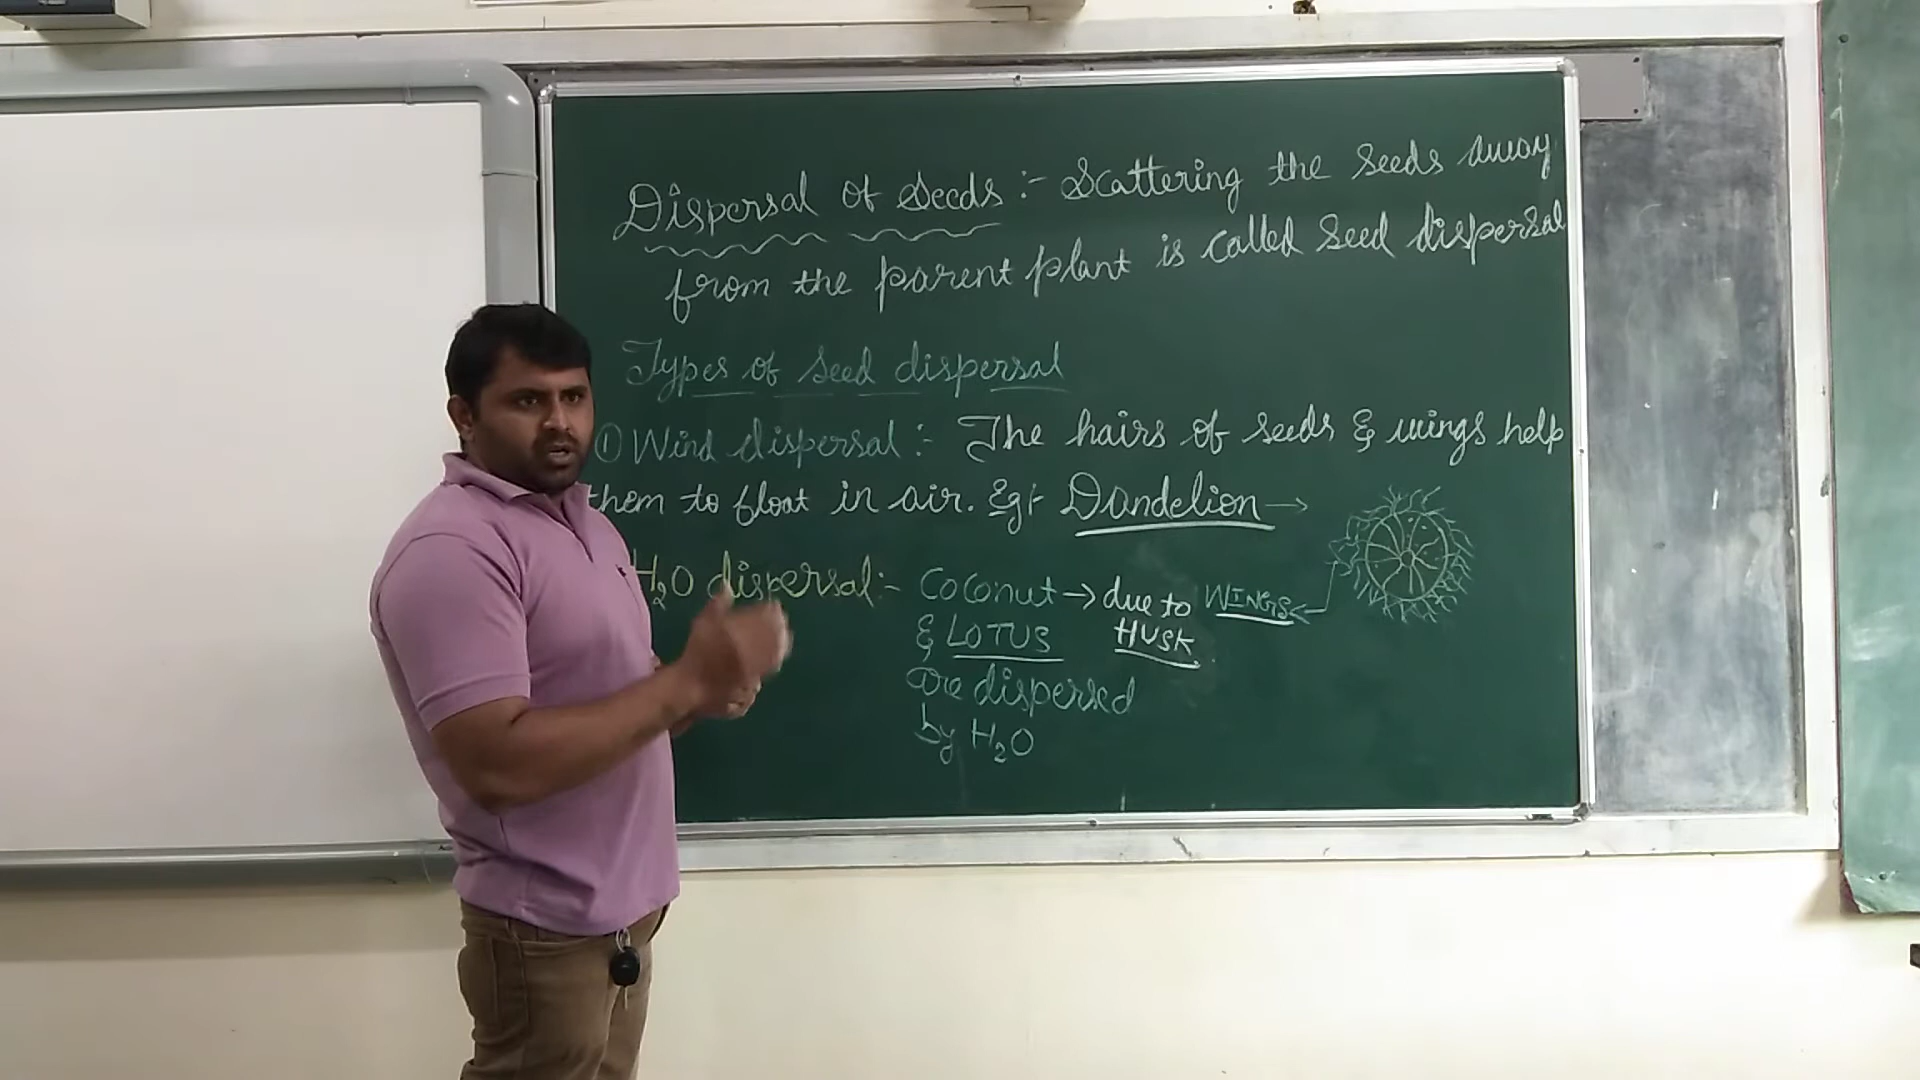 Dispersal of Seeds :- Scattering the seeds away
from the parent plant is called seed dispersal
Types of seed dispersal
① Wind dispersal :- The hairs of seeds & wings help
them to float in air. Eg:- Dandelion →
H₂O dispersal :- Coconut → due to WINGS
& LOTUS HUSK
are dispersed
by H₂O